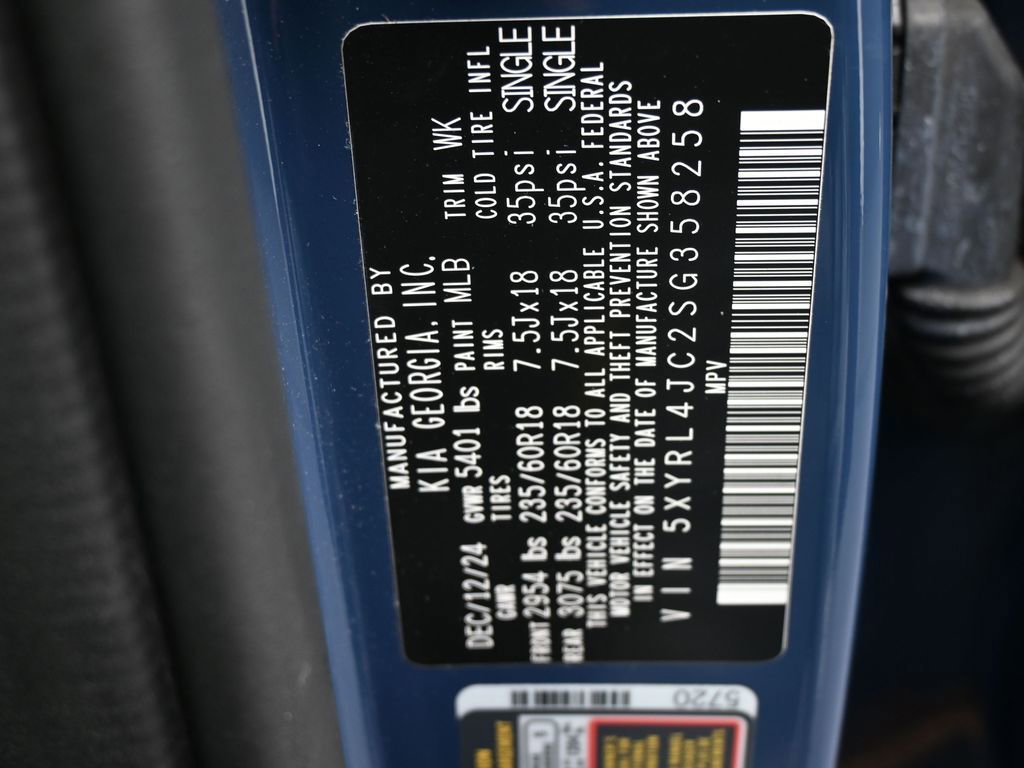 MANUFACTURED BY
KIA GEORGIA, INC.
DEC/12/24 GVWR 5401 lbs PAINT MLB TRIM WK
GAWR TIRES RIMS COLD TIRE INFL
FRONT 2954 lbs 235/60R18 7.5Jx18 35psi SINGLE
REAR 3075 lbs 235/60R18 7.5Jx18 35psi SINGLE
THIS VEHICLE CONFORMS TO ALL APPLICABLE U.S.A. FEDERAL
MOTOR VEHICLE SAFETY AND THEFT PREVENTION STANDARDS
IN EFFECT ON THE DATE OF MANUFACTURE SHOWN ABOVE
VIN 5XYRL4JC2SG358258
MPV
5720